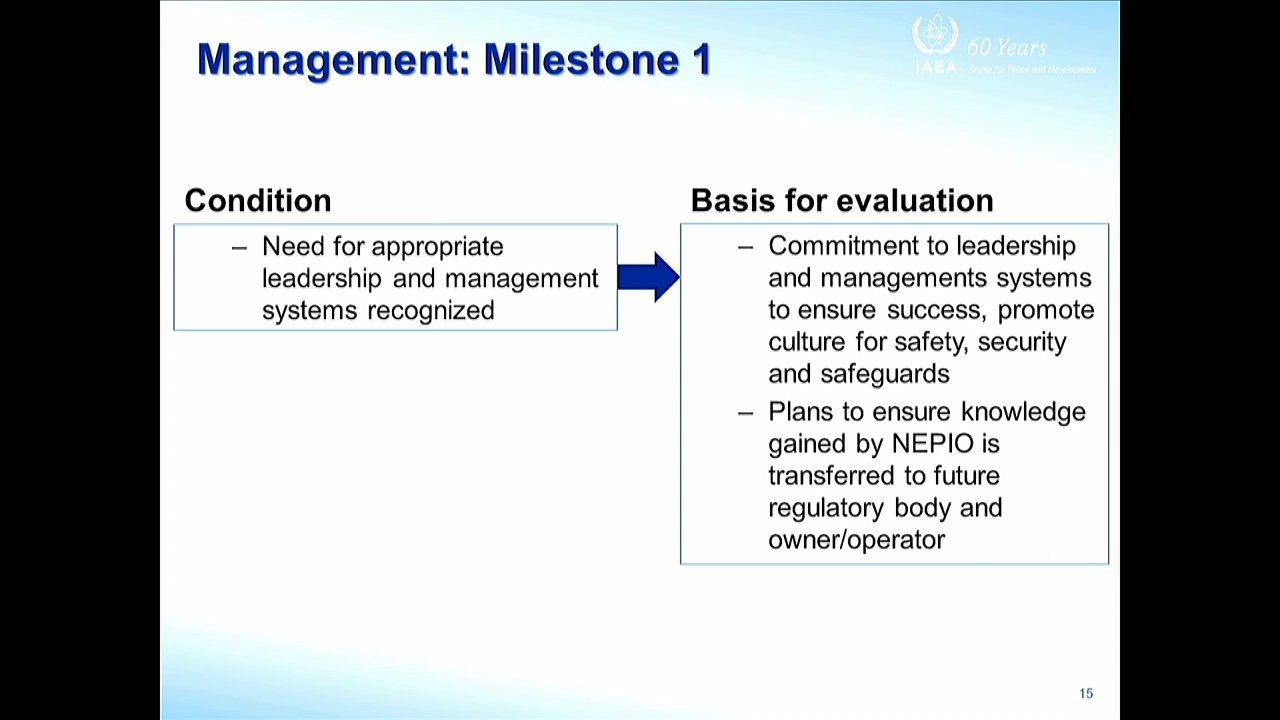 Management: Milestone 1
60 Years
IAEA
Atoms for Peace and Development
Condition
– Need for appropriate
leadership and management
systems recognized
Basis for evaluation
– Commitment to leadership
and managements systems
to ensure success, promote
culture for safety, security
and safeguards
– Plans to ensure knowledge
gained by NEPIO is
transferred to future
regulatory body and
owner/operator
15